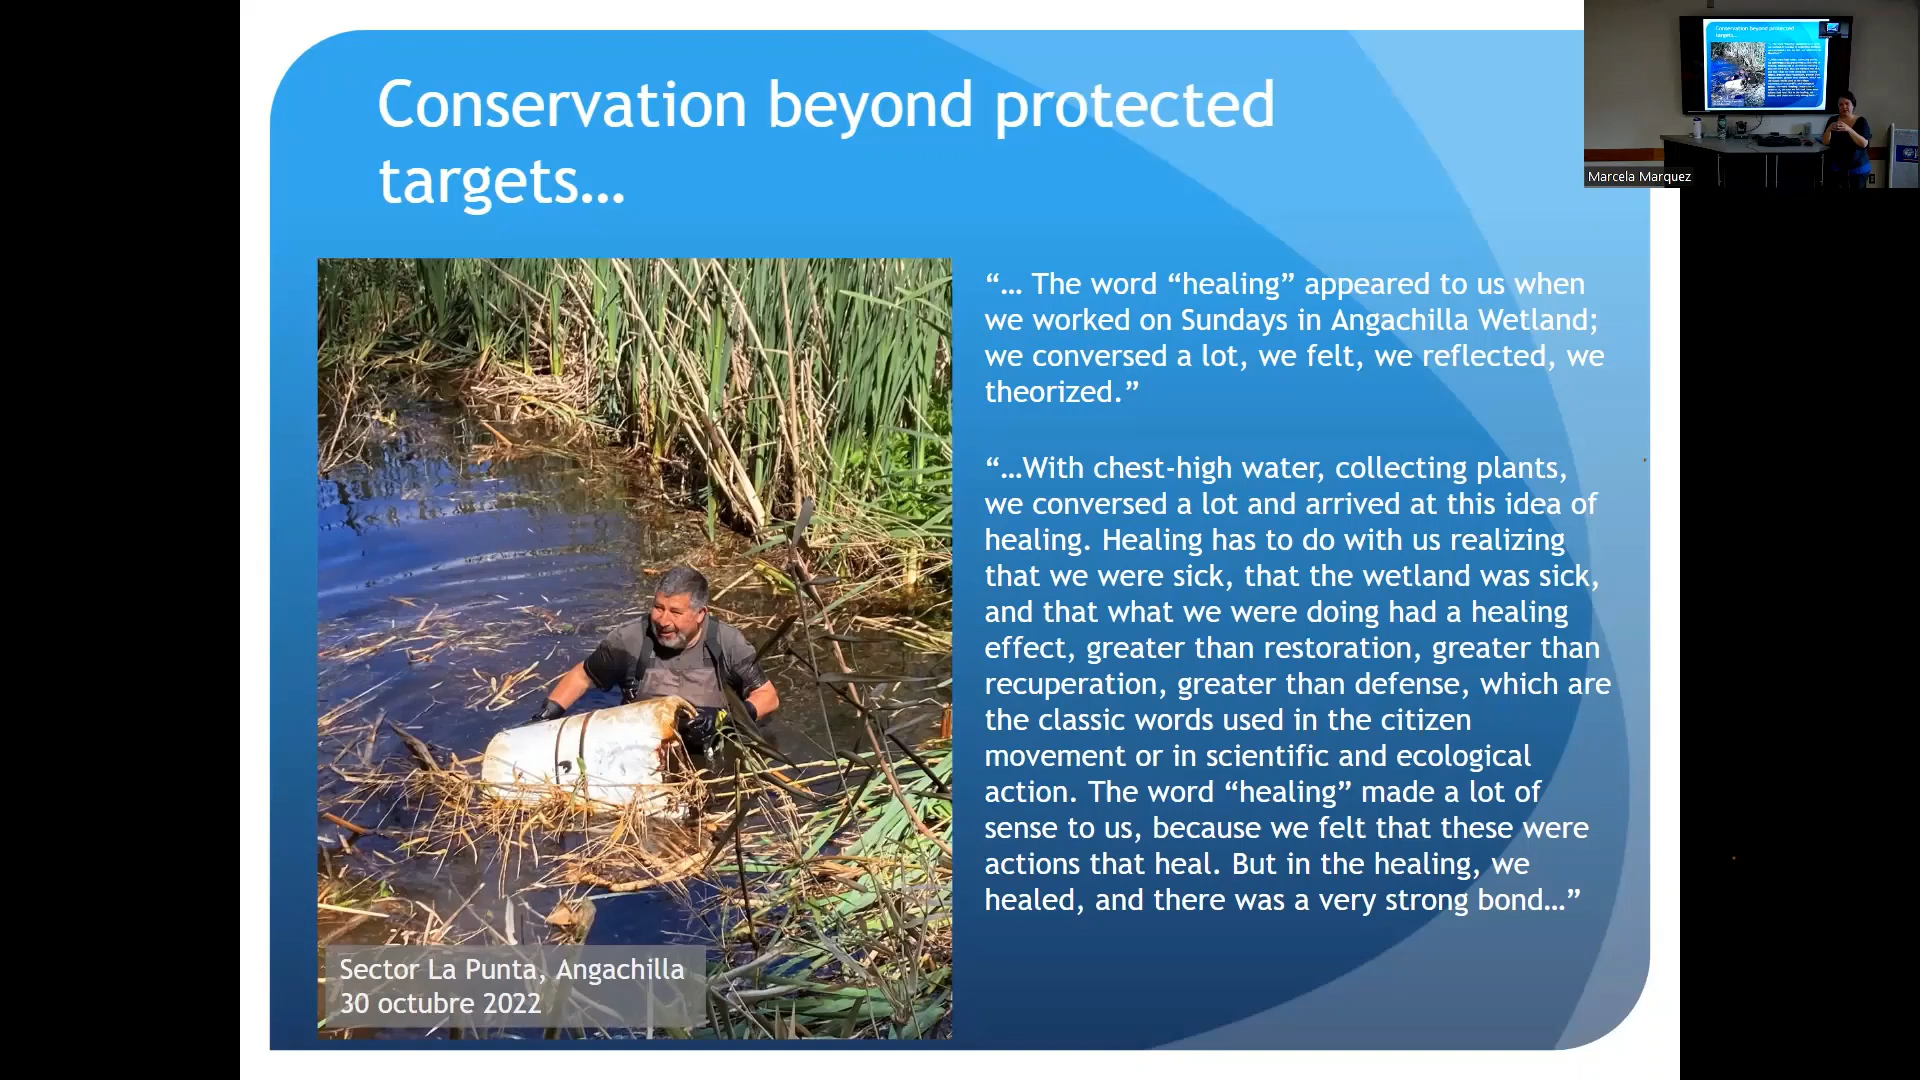 Conservation beyond protected
targets…
“… The word “healing” appeared to us when
we worked on Sundays in Angachilla Wetland;
we conversed a lot, we felt, we reflected, we
theorized.”
“…With chest-high water, collecting plants,
we conversed a lot and arrived at this idea of
healing. Healing has to do with us realizing
that we were sick, that the wetland was sick,
and that what we were doing had a healing
effect, greater than restoration, greater than
recuperation, greater than defense, which are
the classic words used in the citizen
movement or in scientific and ecological
action. The word “healing” made a lot of
sense to us, because we felt that these were
actions that heal. But in the healing, we
healed, and there was a very strong bond…”
Sector La Punta, Angachilla
30 octubre 2022
Conservation beyond protected
targets…
Marcela Marquez